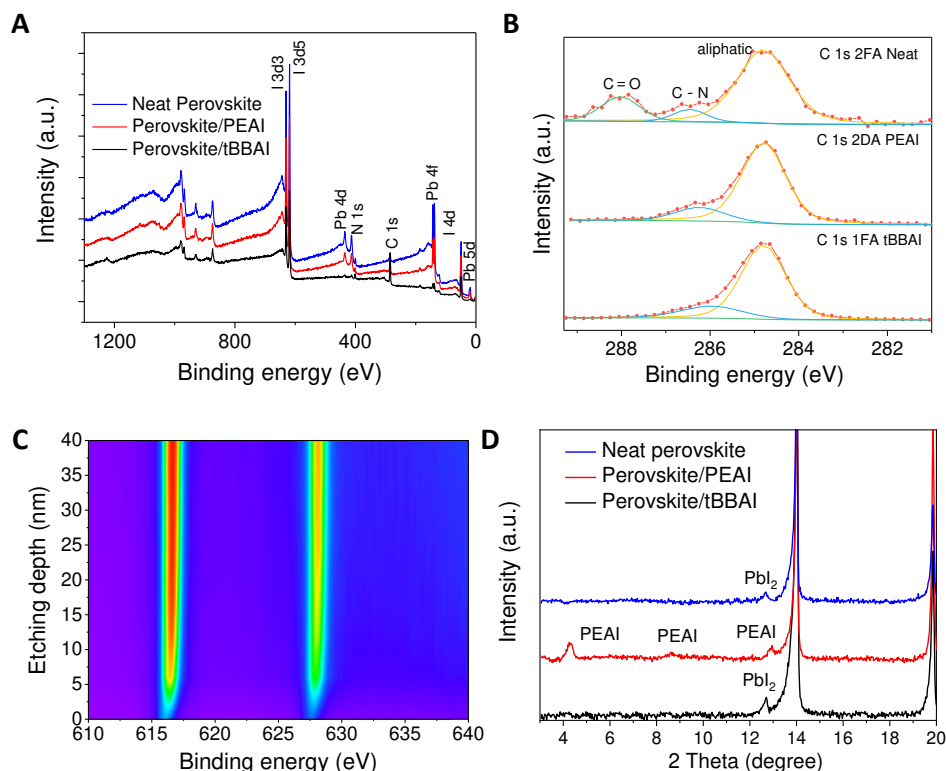 A
I 3d3
I 3d5
Neat Perovskite
Perovskite/PEAI
Perovskite/tBBAI
Pb 4d
N 1s
C 1s
Pb 4f
I 4d
Pb 5d
Intensity (a.u.)
1200
800
400
0
Binding energy (eV)
B
aliphatic
C 1s 2FA Neat
C = O
C - N
C 1s 2DA PEAI
C 1s 1FA tBBAI
Intensity (a.u.)
288
286
284
282
Binding energy (eV)
C
40
35
30
25
20
15
10
5
0
Etching depth (nm)
610
615
620
625
630
635
640
Binding energy (eV)
D
Neat perovskite
Perovskite/PEAI
Perovskite/tBBAI
PbI2
PEAI
PEAI
PEAI
PbI2
Intensity (a.u.)
4
6
8
10
12
14
16
18
20
2 Theta (degree)